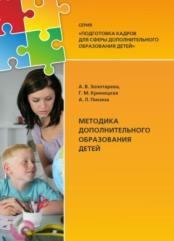 СЕРИЯ
«ПОДГОТОВКА КАДРОВ
ДЛЯ СФЕРЫ ДОПОЛНИТЕЛЬНОГО
ОБРАЗОВАНИЯ ДЕТЕЙ»
А. В. Золотарева,
Г. М. Криницкая
А. Л. Пикина
МЕТОДИКА
ДОПОЛНИТЕЛЬНОГО
ОБРАЗОВАНИЯ
ДЕТЕЙ